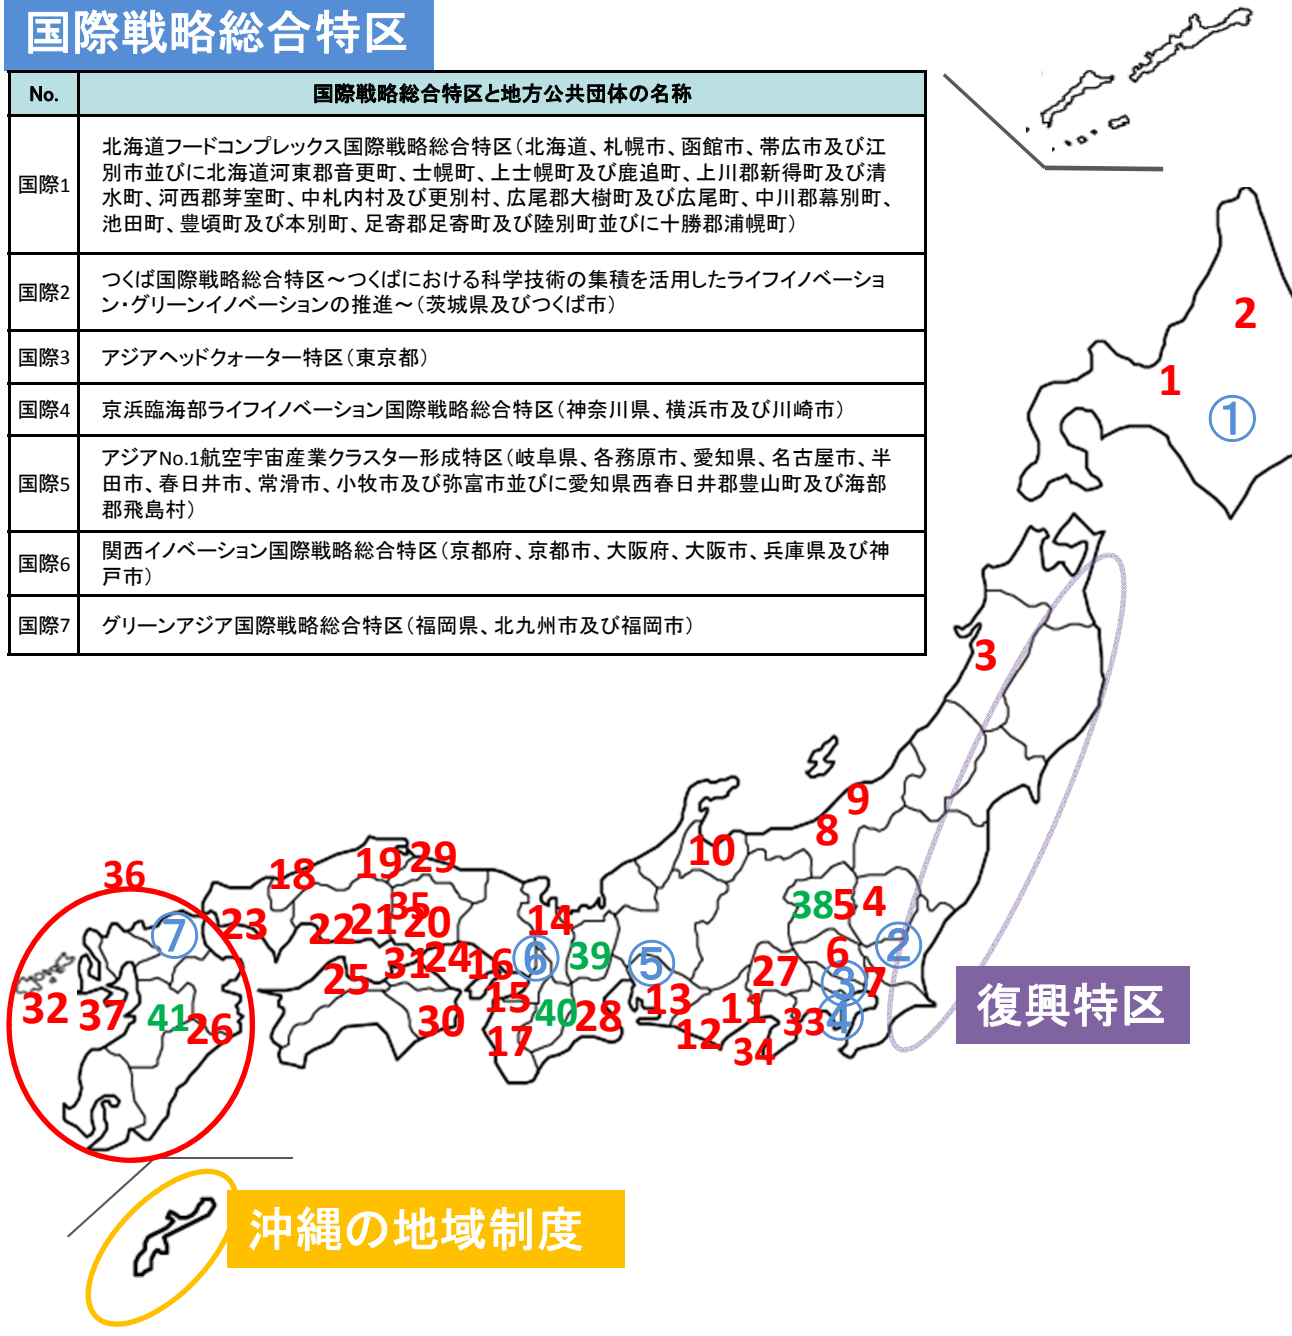 国際戦略総合特区
No. 国際戦略総合特区と地方公共団体の名称
国際1
北海道フードコンプレックス国際戦略総合特区（北海道、札幌市、函館市、帯広市及び江
別市並びに北海道河東郡音更町、士幌町、上士幌町及び鹿追町、上川郡新得町及び清
水町、河西郡芽室町、中札内村及び更別村、広尾郡大樹町及び広尾町、中川郡幕別町、
池田町、豊頃町及び本別町、足寄郡足寄町及び陸別町並びに十勝郡浦幌町）
国際2
つくば国際戦略総合特区～つくばにおける科学技術の集積を活用したライフイノベーショ
ン・グリーンイノベーションの推進～（茨城県及びつくば市）
国際3 アジアヘッドクォーター特区（東京都）
国際4 京浜臨海部ライフイノベーション国際戦略総合特区（神奈川県、横浜市及び川崎市）
国際5
アジアNo.1航空宇宙産業クラスター形成特区（岐阜県、各務原市、愛知県、名古屋市、半
田市、春日井市、常滑市、小牧市及び弥富市並びに愛知県西春日井郡豊山町及び海部
郡飛島村）
国際6
関西イノベーション国際戦略総合特区（京都府、京都市、大阪府、大阪市、兵庫県及び神
戸市）
国際7 グリーンアジア国際戦略総合特区（福岡県、北九州市及び福岡市）
2
1
①
3
9
8
10
36
18
19
29
38
5
4
35
23
22
21
20
14
⑦
②
31
24
16
⑥
39
⑤
6
27
25
③
7
32
37
41
26
30
15
40
28
13
11
33
④
17
12
34
復興特区
沖縄の地域制度